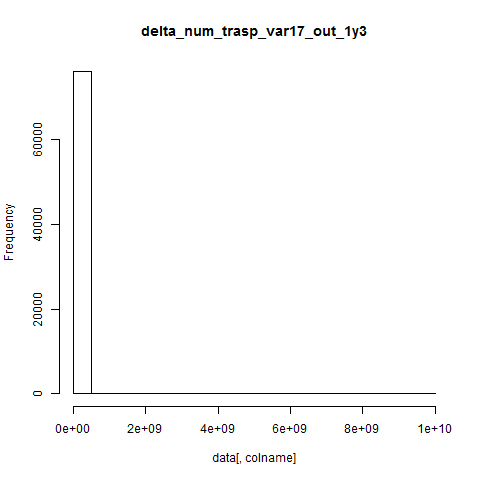 delta_num_trasp_var17_out_1y3
Frequency
60000
40000
20000
0
0e+00 2e+09 4e+09 6e+09 8e+09 1e+10
data[, colname]